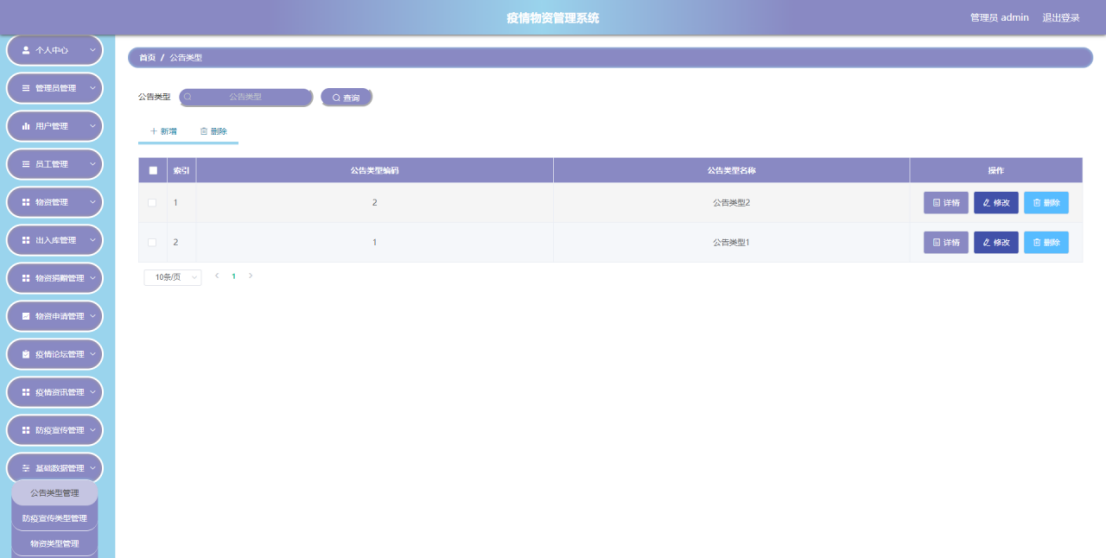 疫情物资管理系统
管理员 admin 退出登录
个人中心
管理员管理
用户管理
员工管理
物资管理
出入库管理
物资捐赠管理
物资申请管理
疫情论坛管理
疫情资讯管理
防疫宣传管理
基础数据管理
公告类型管理
防疫宣传类型管理
物资类型管理
首页 / 公告类型
公告类型 公告类型 查询
+ 新增 删除
索引 公告类型编码 公告类型名称 操作
1 2 公告类型2 详情 修改 删除
2 1 公告类型1 详情 修改 删除
10条/页 < 1 >